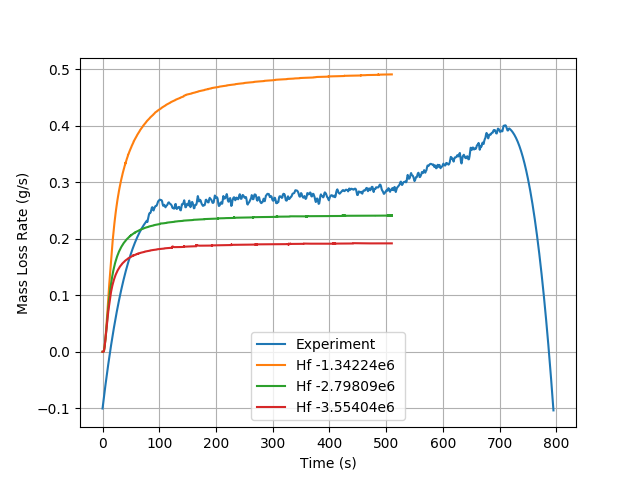 0.5
0.4
0.3
0.2
0.1
0.0
−0.1
Mass Loss Rate (g/s)
Experiment
Hf -1.34224e6
Hf -2.79809e6
Hf -3.55404e6
0 100 200 300 400 500 600 700 800
Time (s)